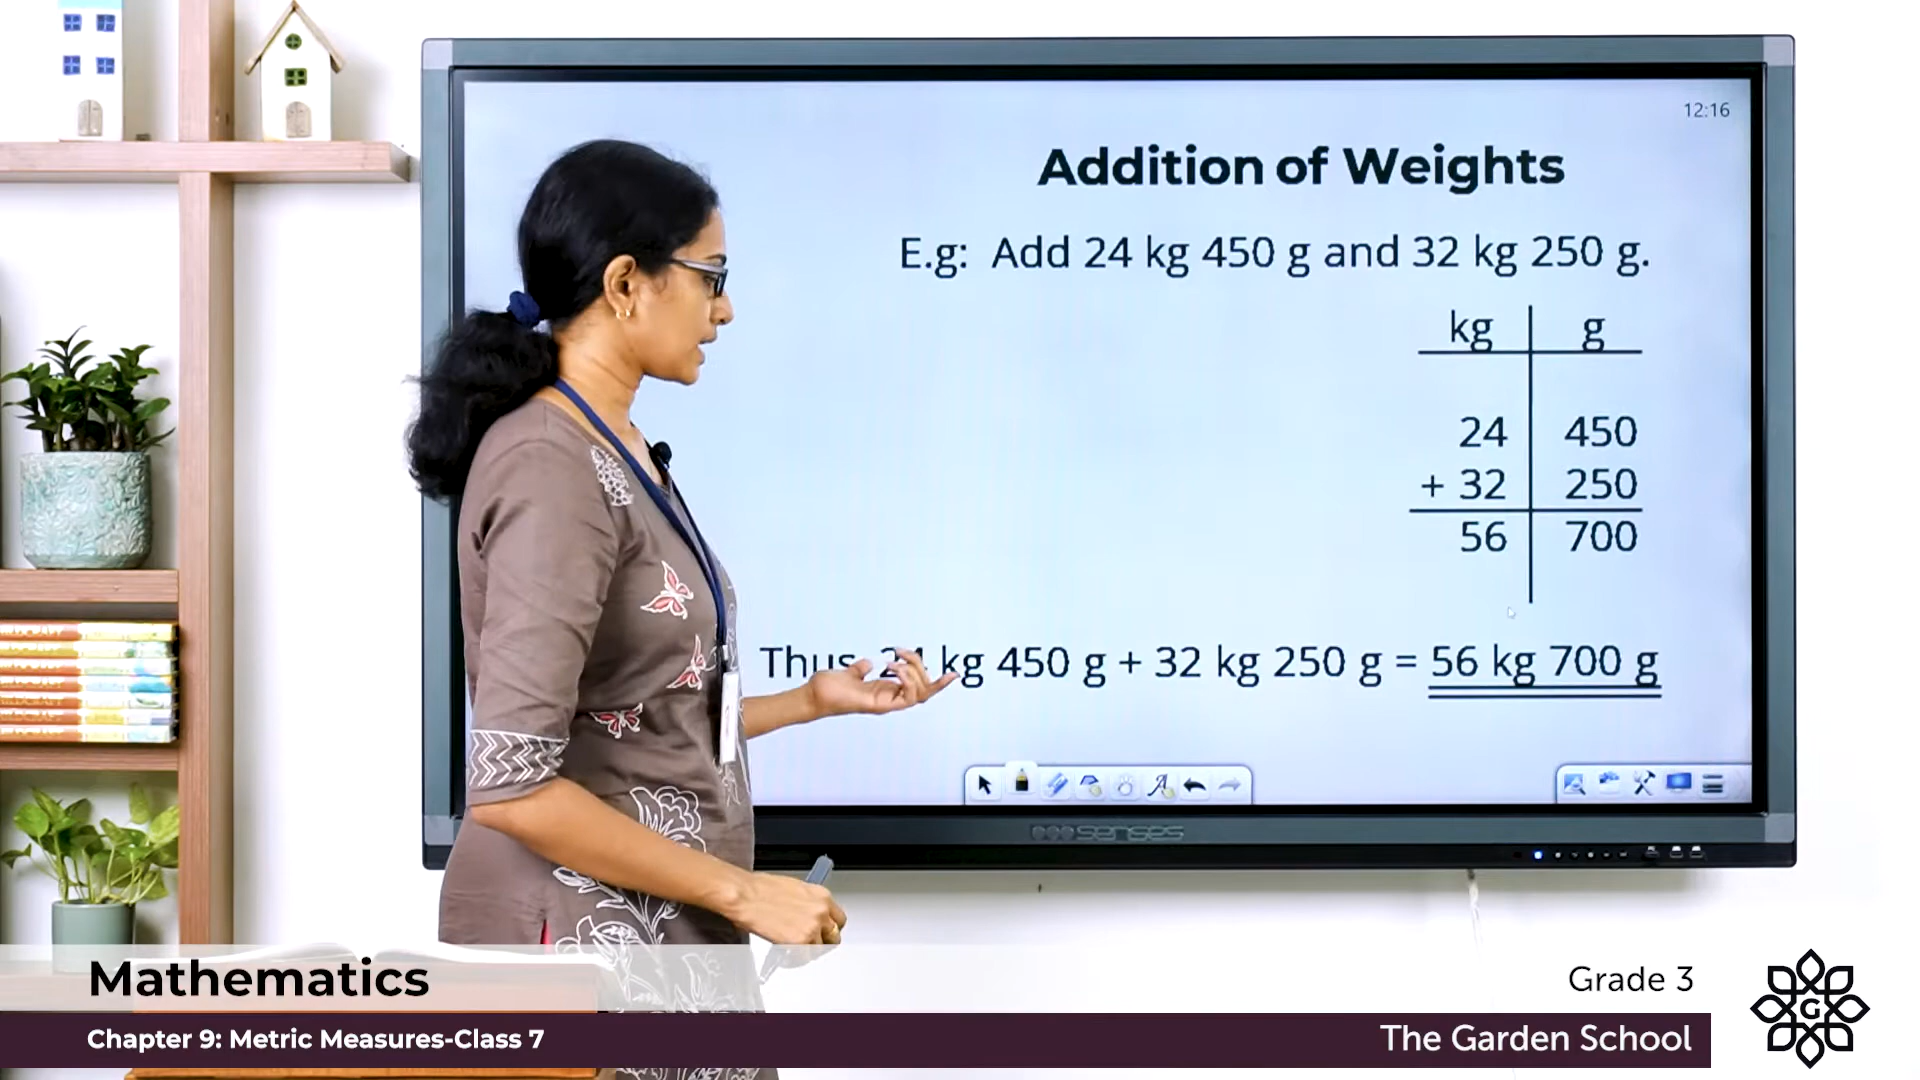 12:16
Addition of Weights
E.g: Add 24 kg 450 g and 32 kg 250 g.
kg g
24 450
+ 32 250
56 700
Thus 24 kg 450 g + 32 kg 250 g = 56 kg 700 g
senses
Mathematics
Grade 3
Chapter 9: Metric Measures-Class 7
The Garden School
G